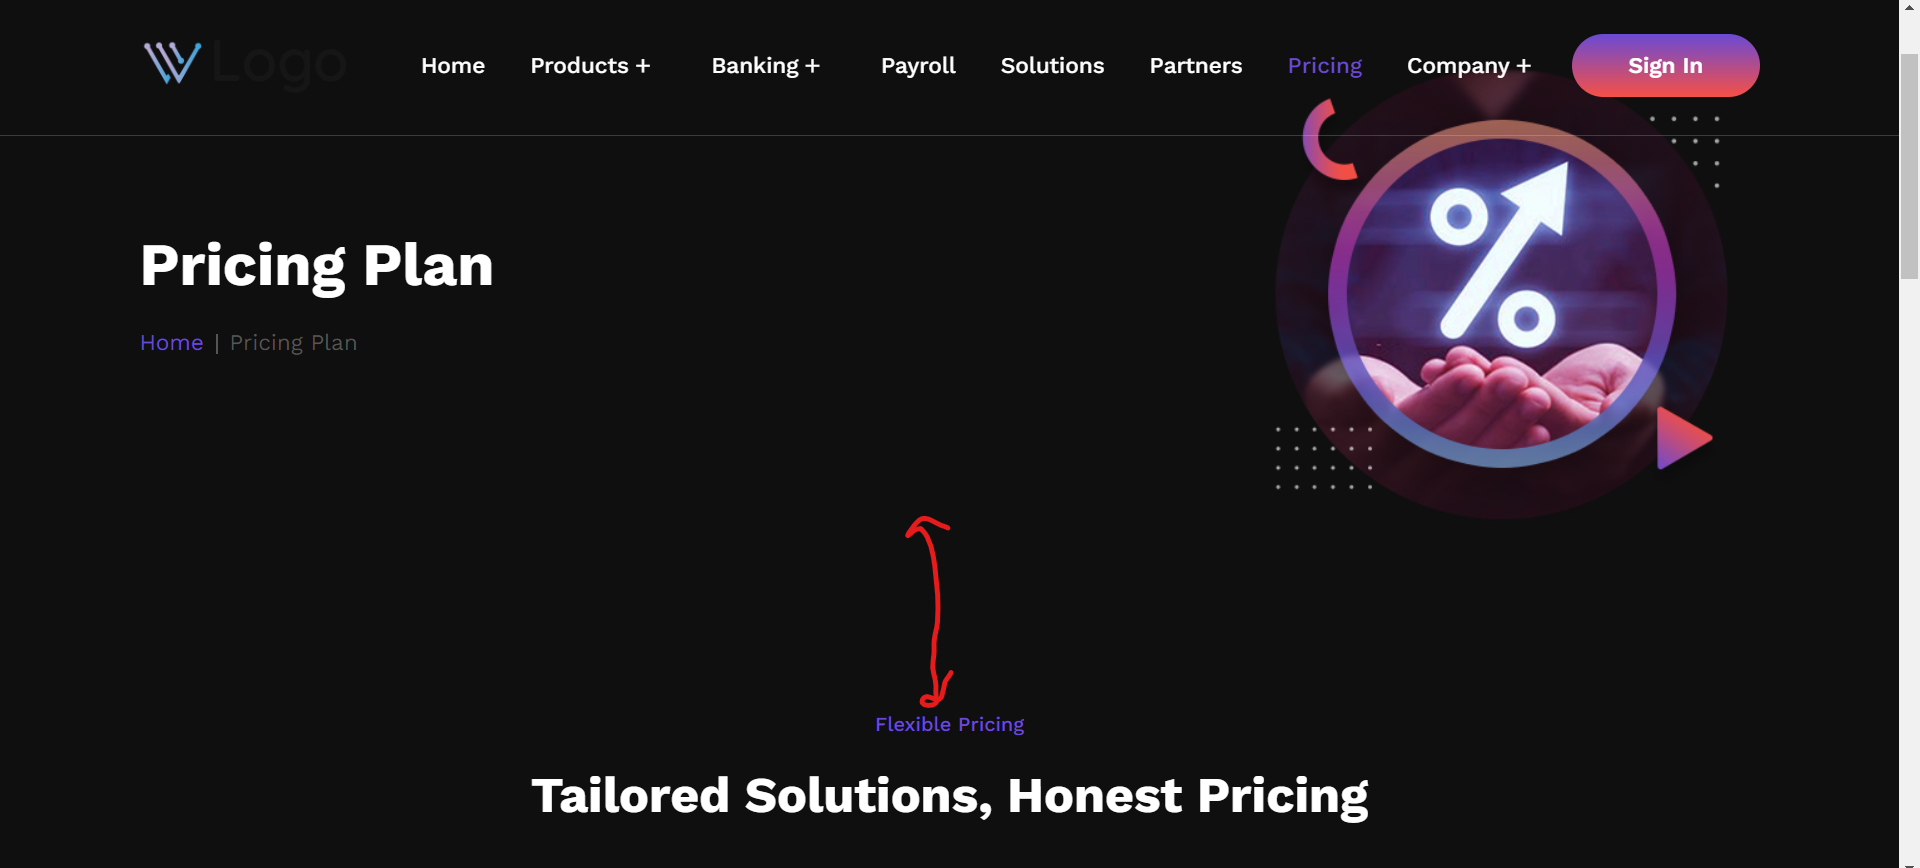 Logo
Home Products + Banking + Payroll Solutions Partners Pricing Company + Sign In
Pricing Plan
Home | Pricing Plan
Flexible Pricing
Tailored Solutions, Honest Pricing